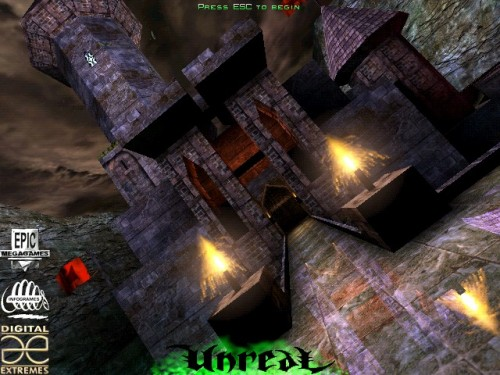 Press ESC to begin
EPIC
MEGAGAMES
INFOGRAMES
DIGITAL
EXTREMES
Unreal